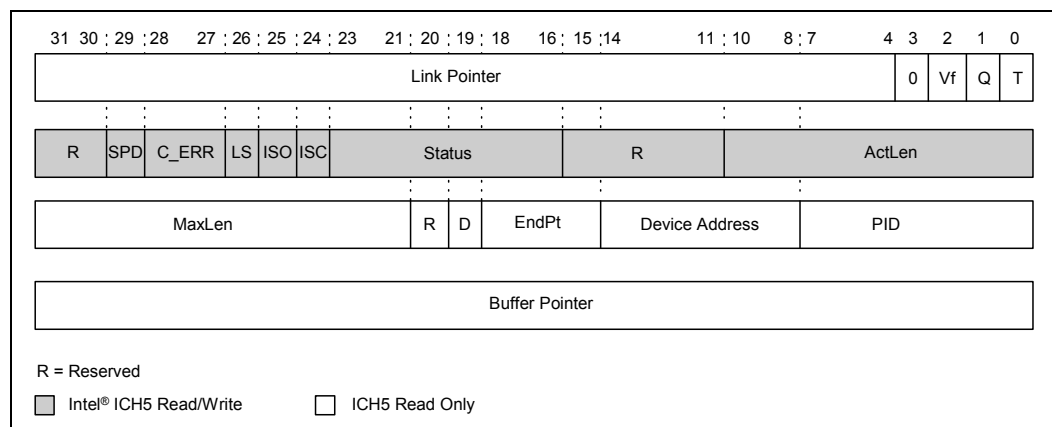 31 30 29 28 27 26 25 24 23 21 20 19 18 16 15 14 11 10 8 7 4 3 2 1 0
Link Pointer 0 Vf Q T
R SPD C_ERR LS ISO ISC Status R ActLen
MaxLen R D EndPt Device Address PID
Buffer Pointer
R = Reserved
Intel® ICH5 Read/Write ICH5 Read Only